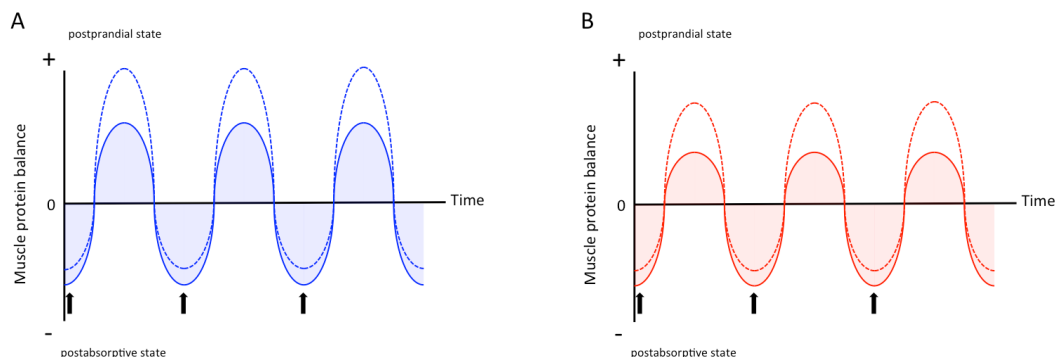 A
postprandial state
+
Muscle protein balance
0
Time
-
postabsorptive state
B
postprandial state
+
Muscle protein balance
0
Time
-
postabsorptive state